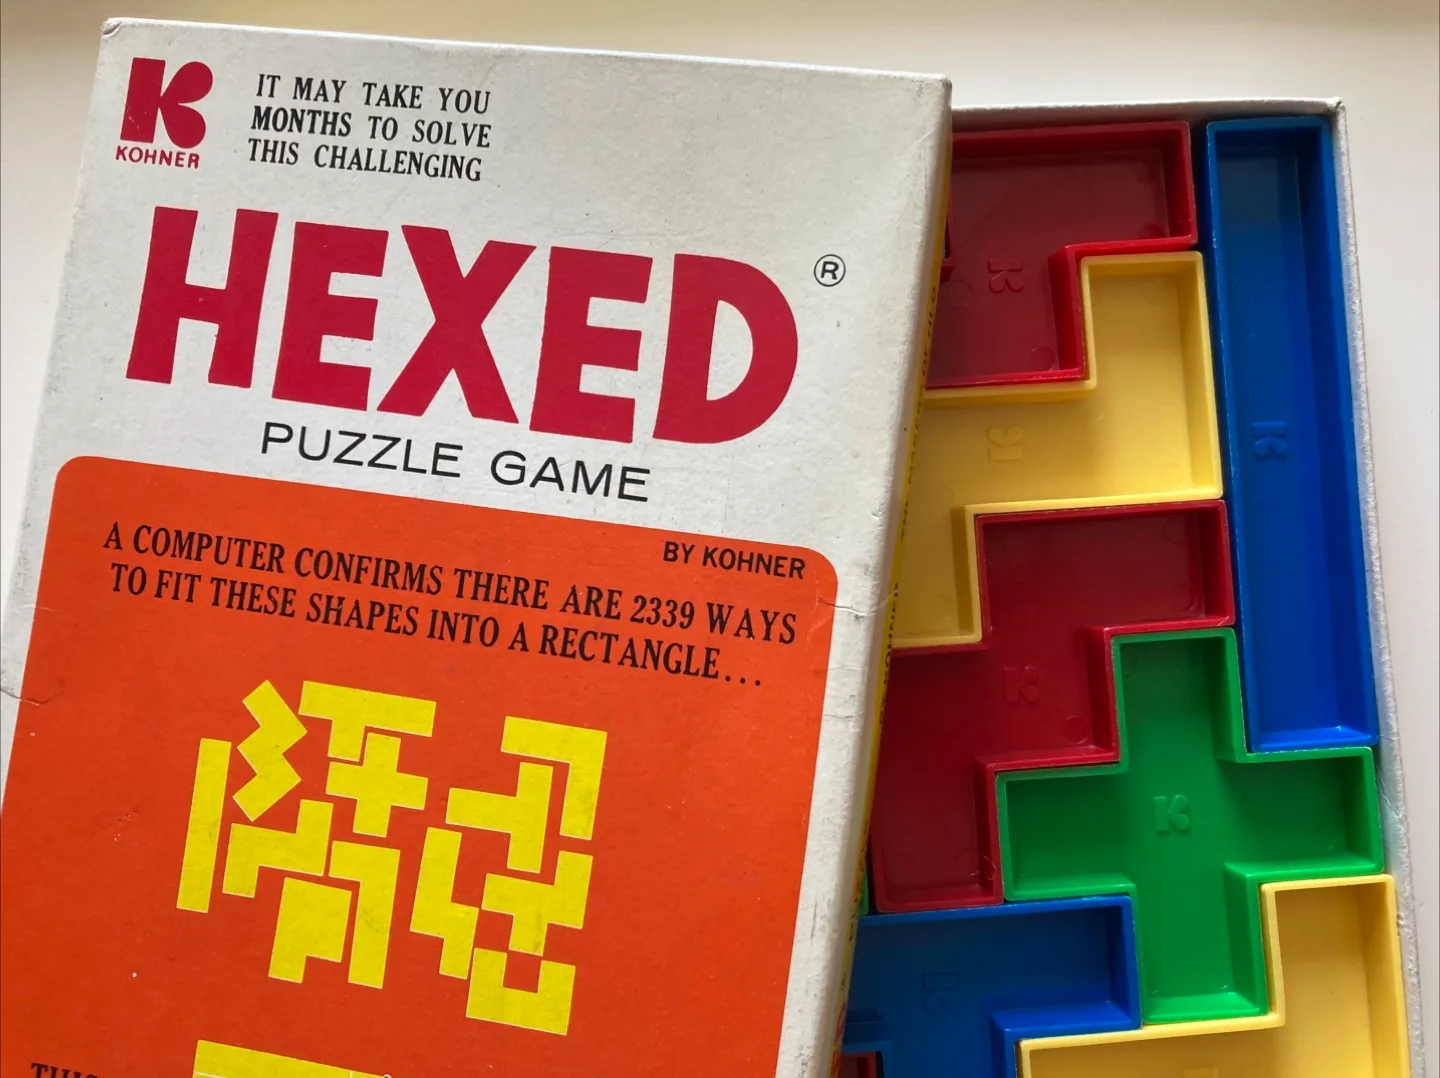 KOHNER
IT MAY TAKE YOU
MONTHS TO SOLVE
THIS CHALLENGING
HEXED®
PUZZLE GAME
BY KOHNER
A COMPUTER CONFIRMS THERE ARE 2339 WAYS
TO FIT THESE SHAPES INTO A RECTANGLE...